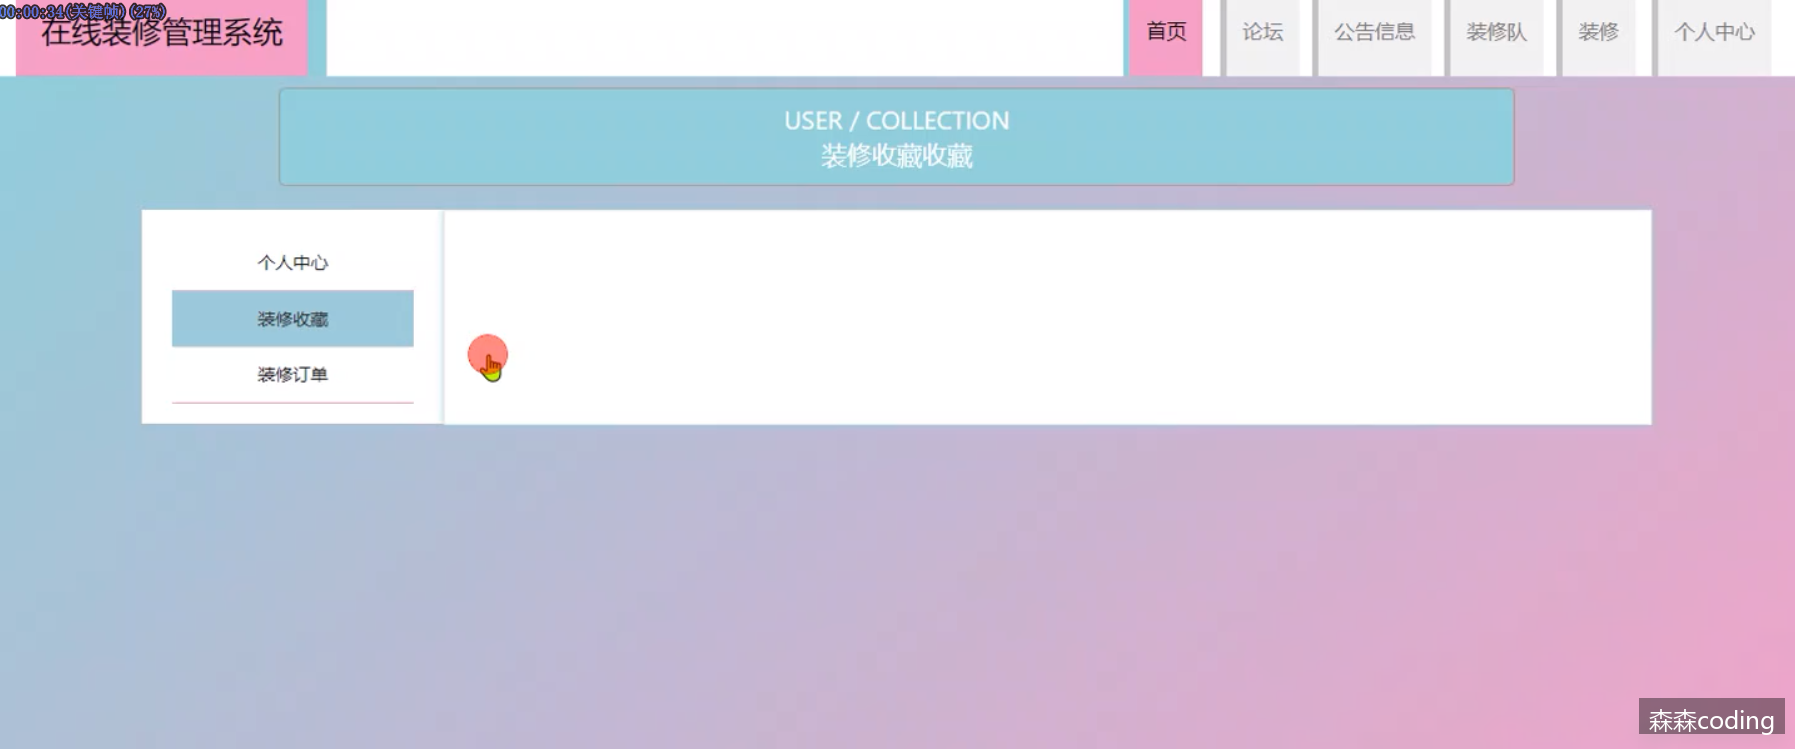 00:00:34(关键帧)(27%)
在线装修管理系统
首页
论坛
公告信息
装修队
装修
个人中心
USER / COLLECTION
装修收藏收藏
个人中心
装修收藏
装修订单
森森coding